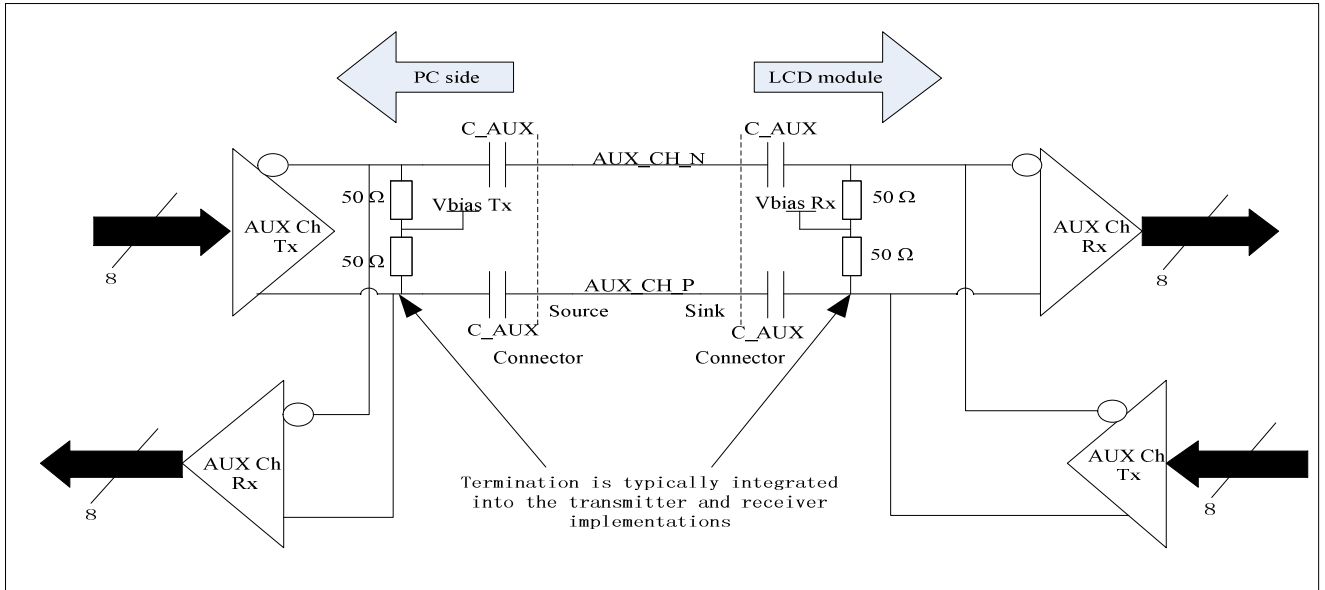 PC side
LCD module
C_AUX
C_AUX
AUX_CH_N
50 Ω
Vbias Tx
Vbias Rx
50 Ω
AUX Ch
Tx
AUX Ch
Rx
50 Ω
50 Ω
8
8
AUX_CH_P
Source
Sink
C_AUX
C_AUX
Connector
Connector
AUX Ch
Rx
AUX Ch
Tx
8
8
Termination is typically integrated
into the transmitter and receiver
implementations